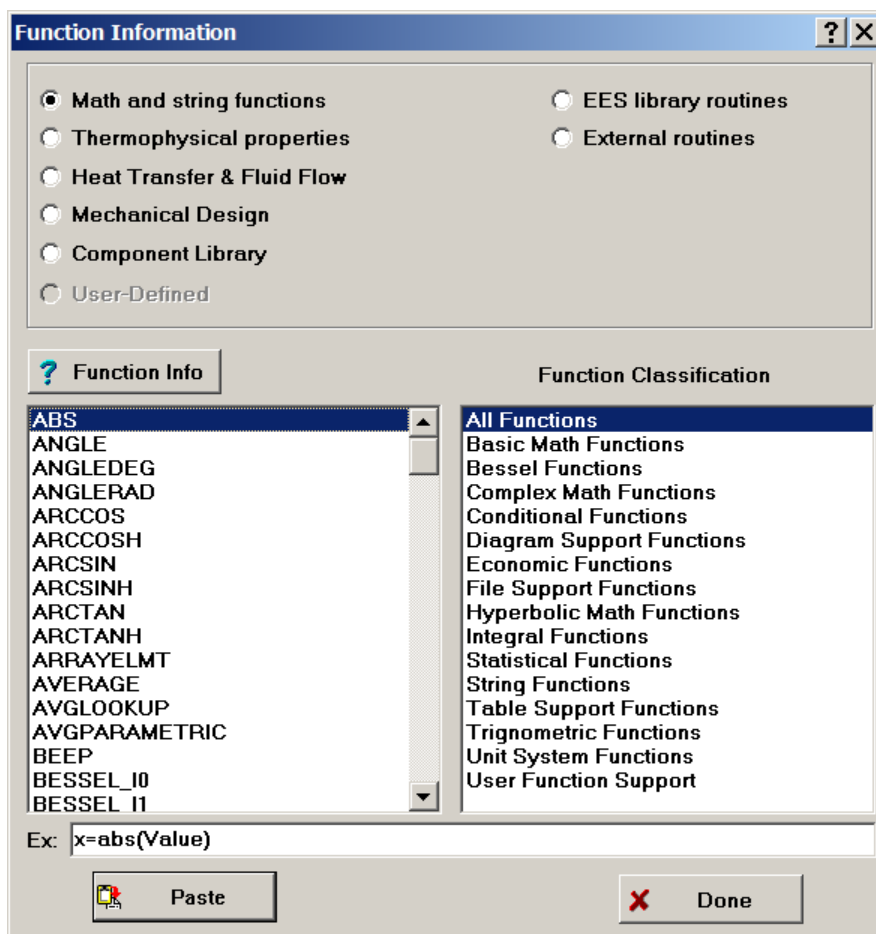 Function Information
Math and string functions
EES library routines
Thermophysical properties
External routines
Heat Transfer & Fluid Flow
Mechanical Design
Component Library
User-Defined
? Function Info
Function Classification
ABS
ANGLE
ANGLEDEG
ANGLERAD
ARCCOS
ARCCOSH
ARCSIN
ARCSINH
ARCTAN
ARCTANH
ARRAYELMT
AVERAGE
AVGLOOKUP
AVGPARAMETRIC
BEEP
BESSEL_I0
BESSEL_I1
All Functions
Basic Math Functions
Bessel Functions
Complex Math Functions
Conditional Functions
Diagram Support Functions
Economic Functions
File Support Functions
Hyperbolic Math Functions
Integral Functions
Statistical Functions
String Functions
Table Support Functions
Trignometric Functions
Unit System Functions
User Function Support
Ex: x=abs(Value)
Paste
Done